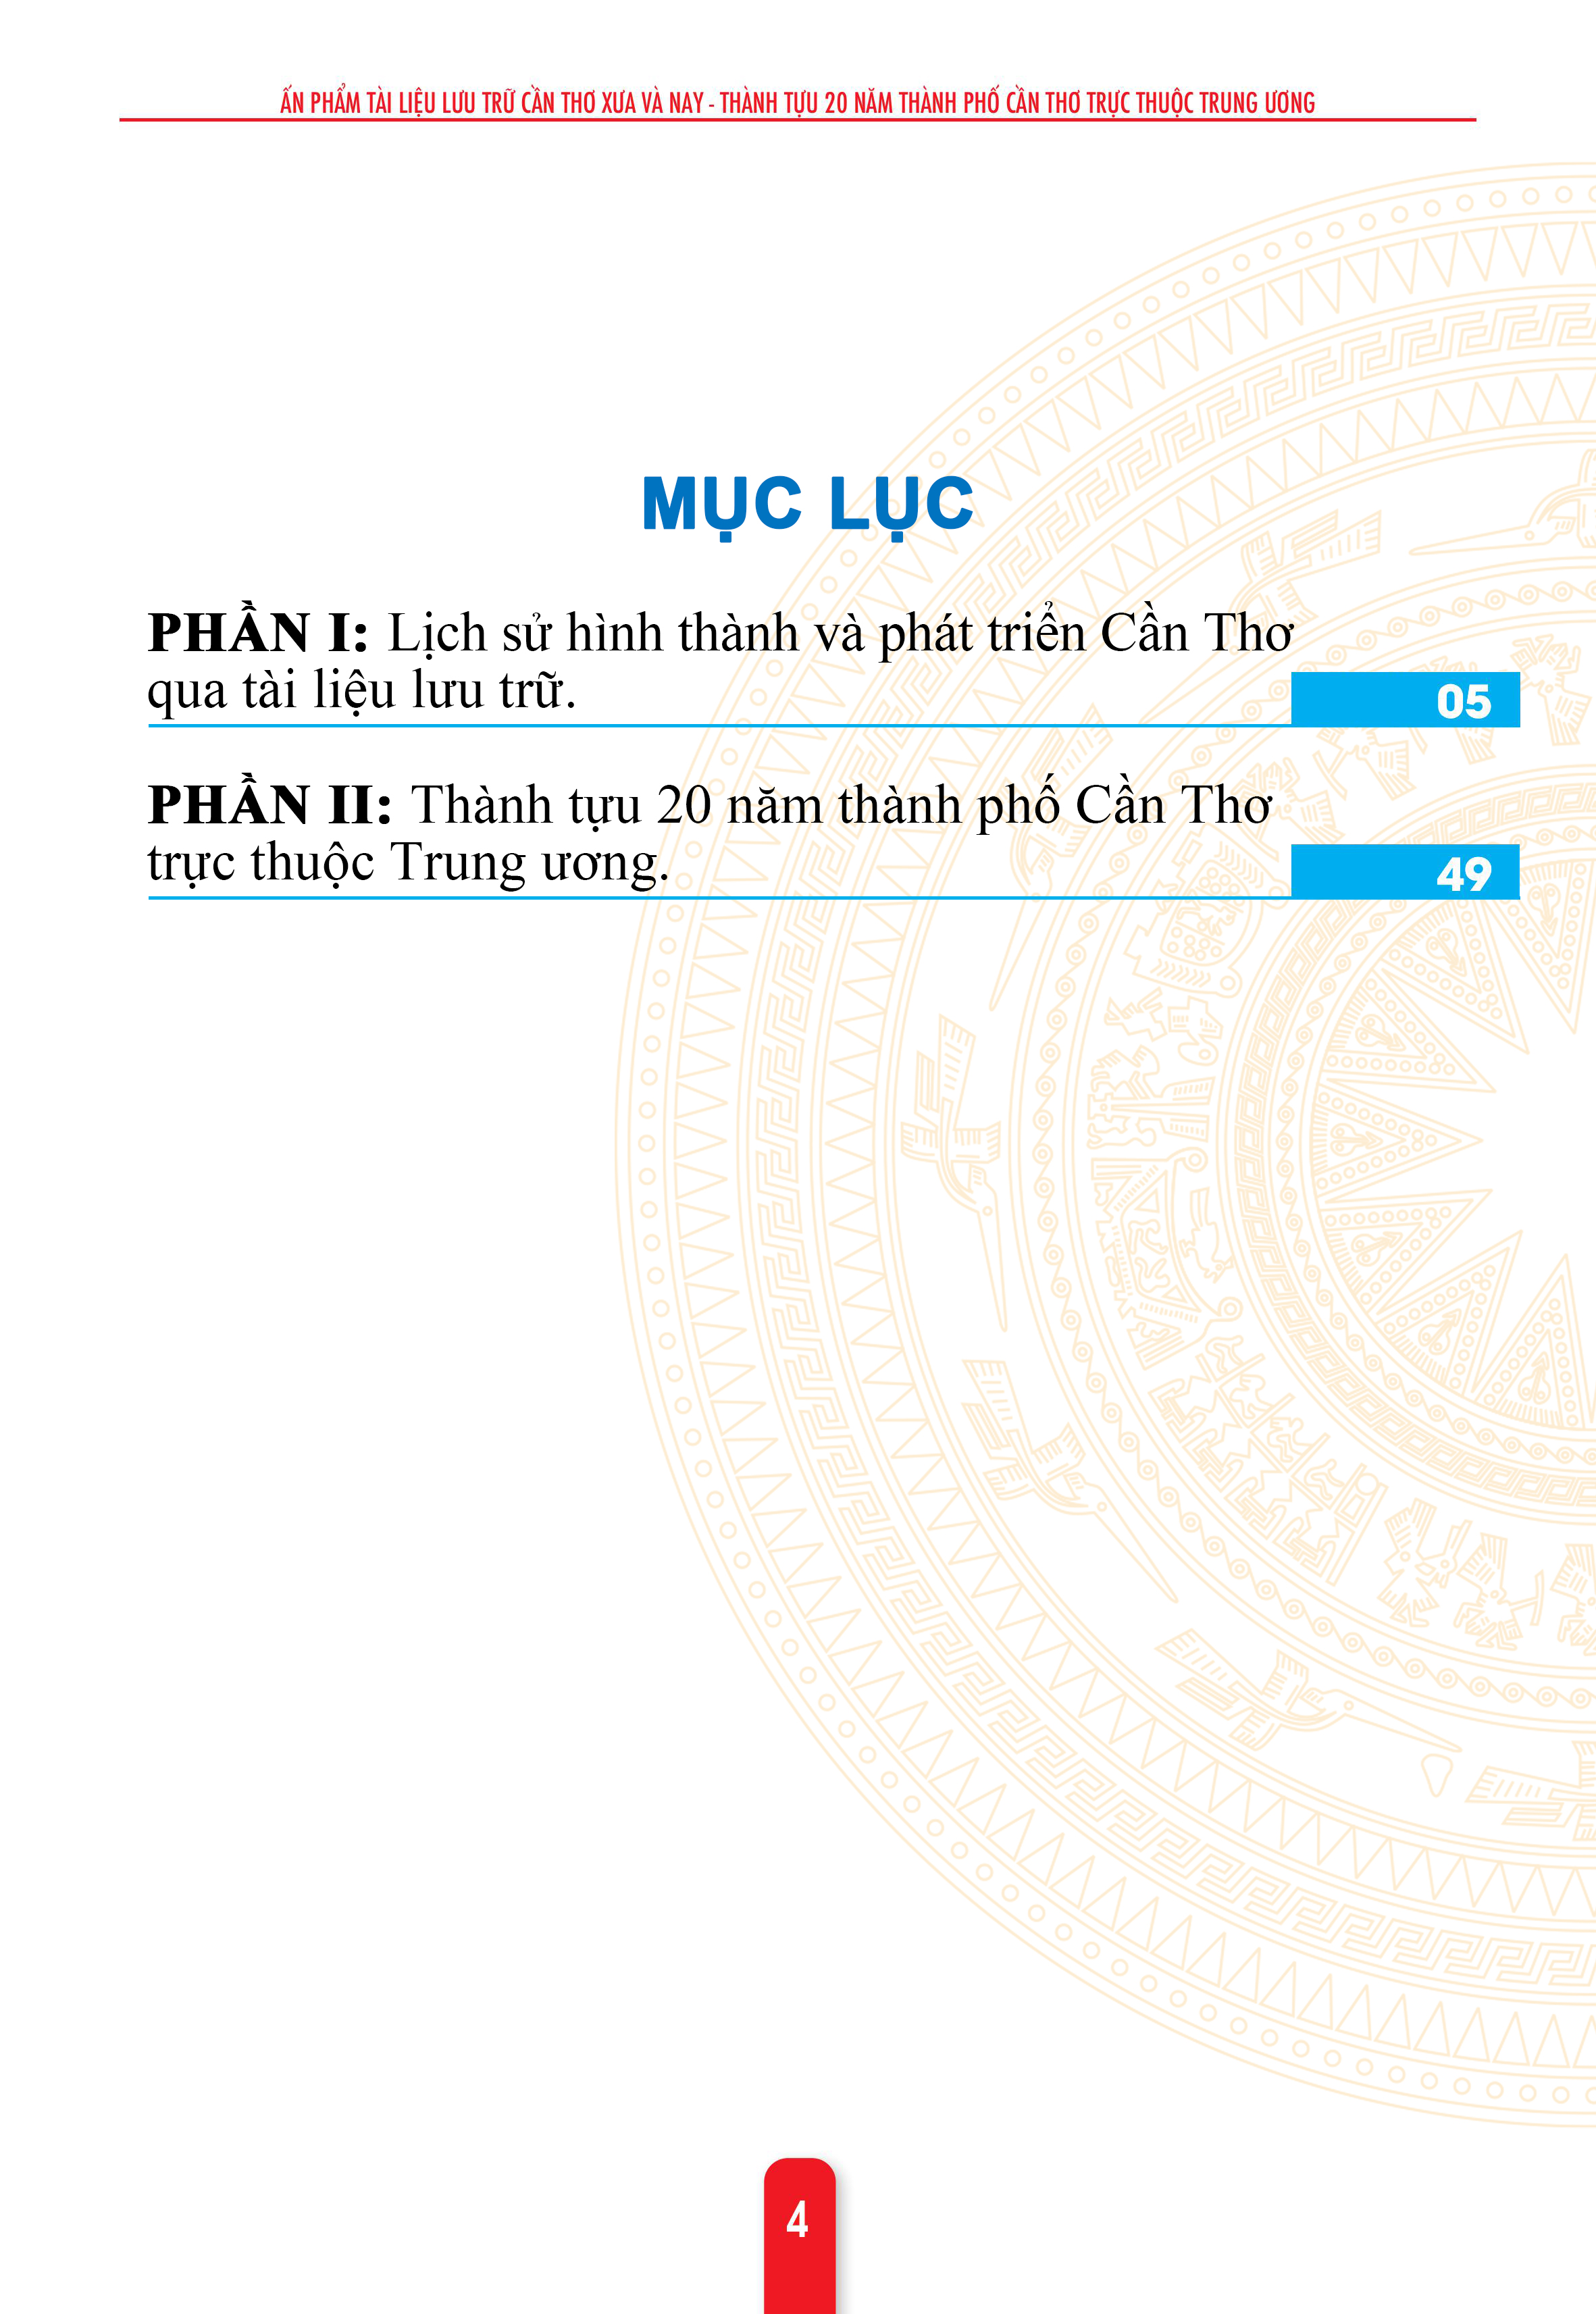 ẤN PHẨM TÀI LIỆU LƯU TRỮ CẦN THƠ XƯA VÀ NAY - THÀNH TỰU 20 NĂM THÀNH PHỐ CẦN THƠ TRỰC THUỘC TRUNG ƯƠNG
MỤC LỤC
PHẦN I: Lịch sử hình thành và phát triển Cần Thơ
qua tài liệu lưu trữ.
05
PHẦN II: Thành tựu 20 năm thành phố Cần Thơ
trực thuộc Trung ương.
49
4